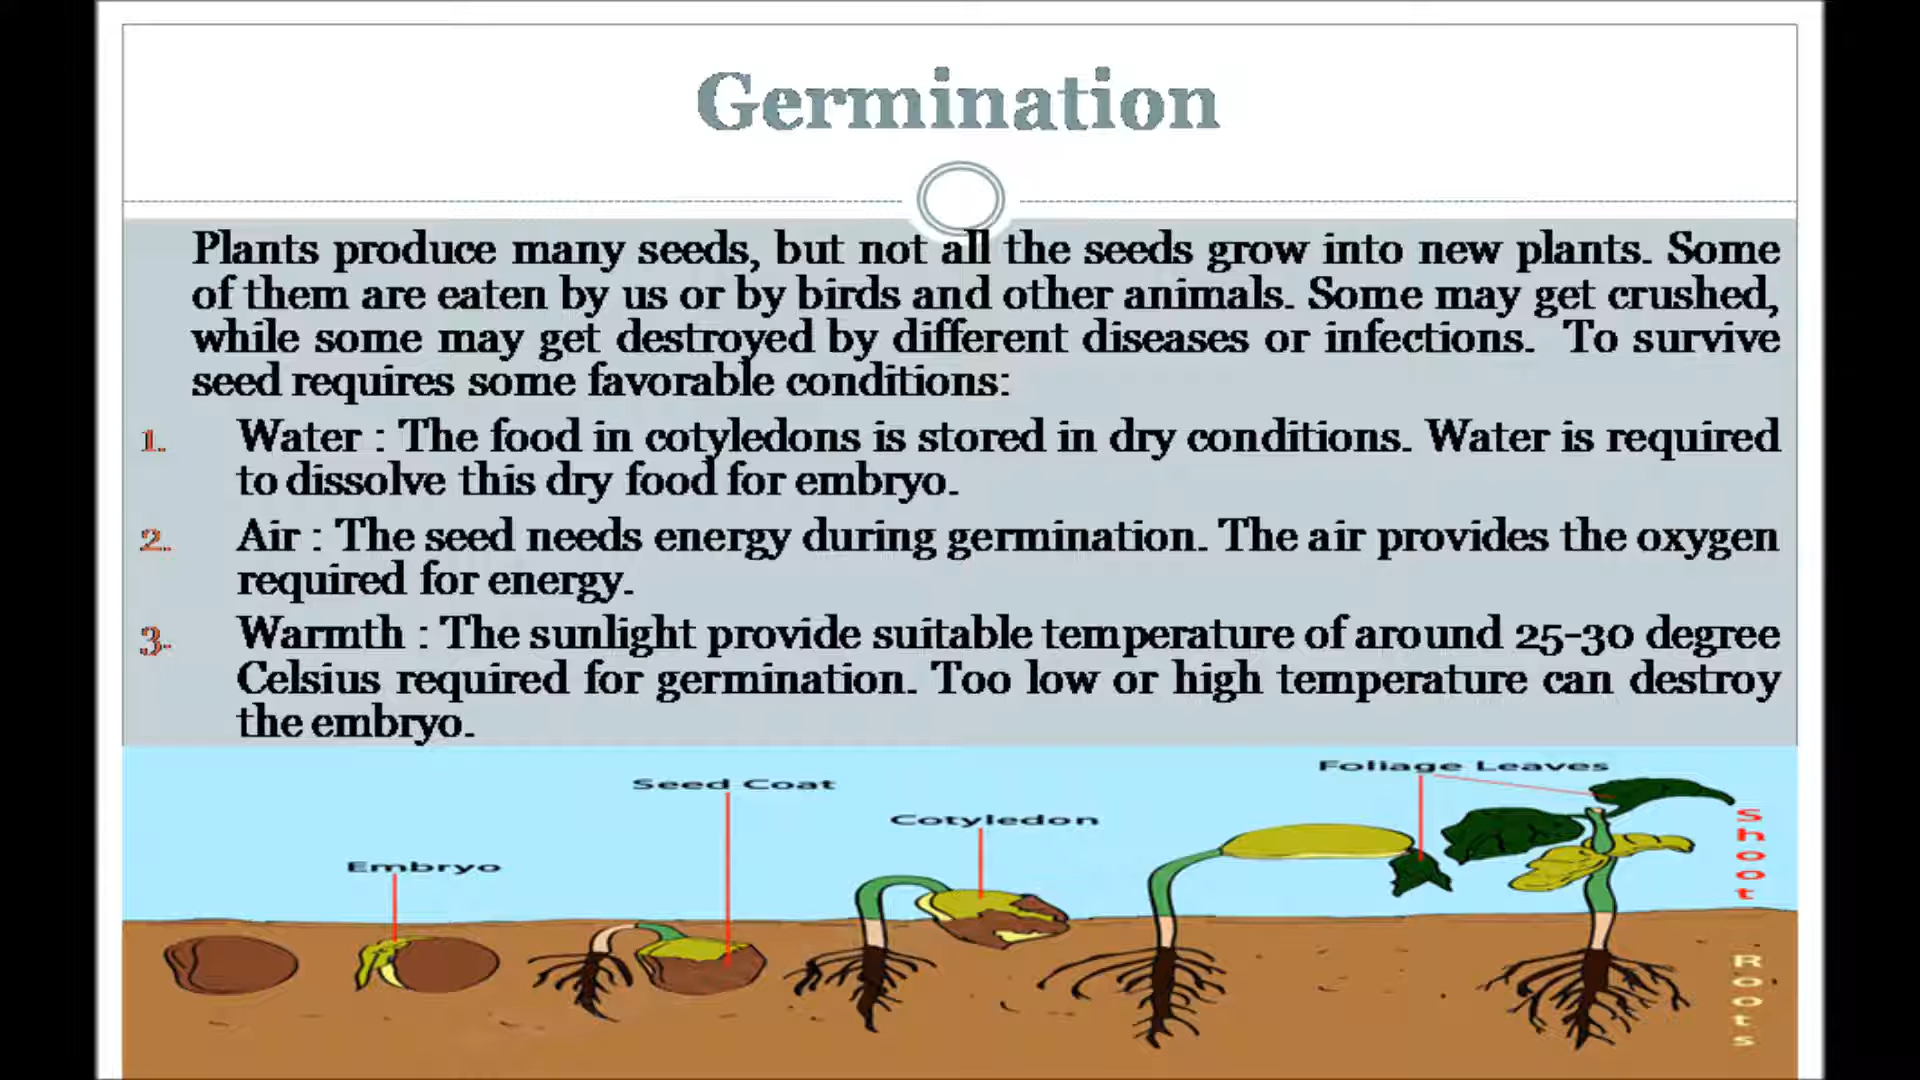 Germination
Plants produce many seeds, but not all the seeds grow into new plants. Some
of them are eaten by us or by birds and other animals. Some may get crushed,
while some may get destroyed by different diseases or infections. To survive
seed requires some favorable conditions:
1. Water : The food in cotyledons is stored in dry conditions. Water is required
to dissolve this dry food for embryo.
2. Air : The seed needs energy during germination. The air provides the oxygen
required for energy.
3. Warmth : The sunlight provide suitable temperature of around 25-30 degree
Celsius required for germination. Too low or high temperature can destroy
the embryo.
Foliage Leaves
Seed Coat
Cotyledon
Embryo
Shoot
Roots